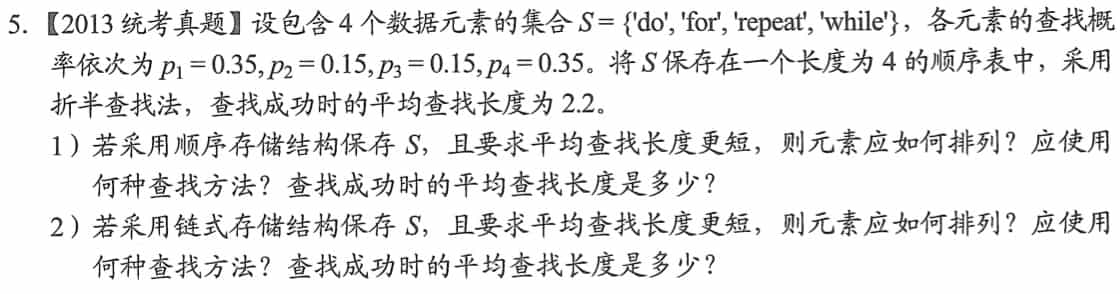 5.【2013 统考真题】设包含 4 个数据元素的集合 S = {'do', 'for', 'repeat', 'while'}，各元素的查找概
率依次为 p₁ = 0.35, p₂ = 0.15, p₃ = 0.15, p₄ = 0.35。将 S 保存在一个长度为 4 的顺序表中，采用
折半查找法，查找成功时的平均查找长度为 2.2。
1）若采用顺序存储结构保存 S，且要求平均查找长度更短，则元素应如何排列？应使用
何种查找方法？查找成功时的平均查找长度是多少？
2）若采用链式存储结构保存 S，且要求平均查找长度更短，则元素应如何排列？应使用
何种查找方法？查找成功时的平均查找长度是多少？